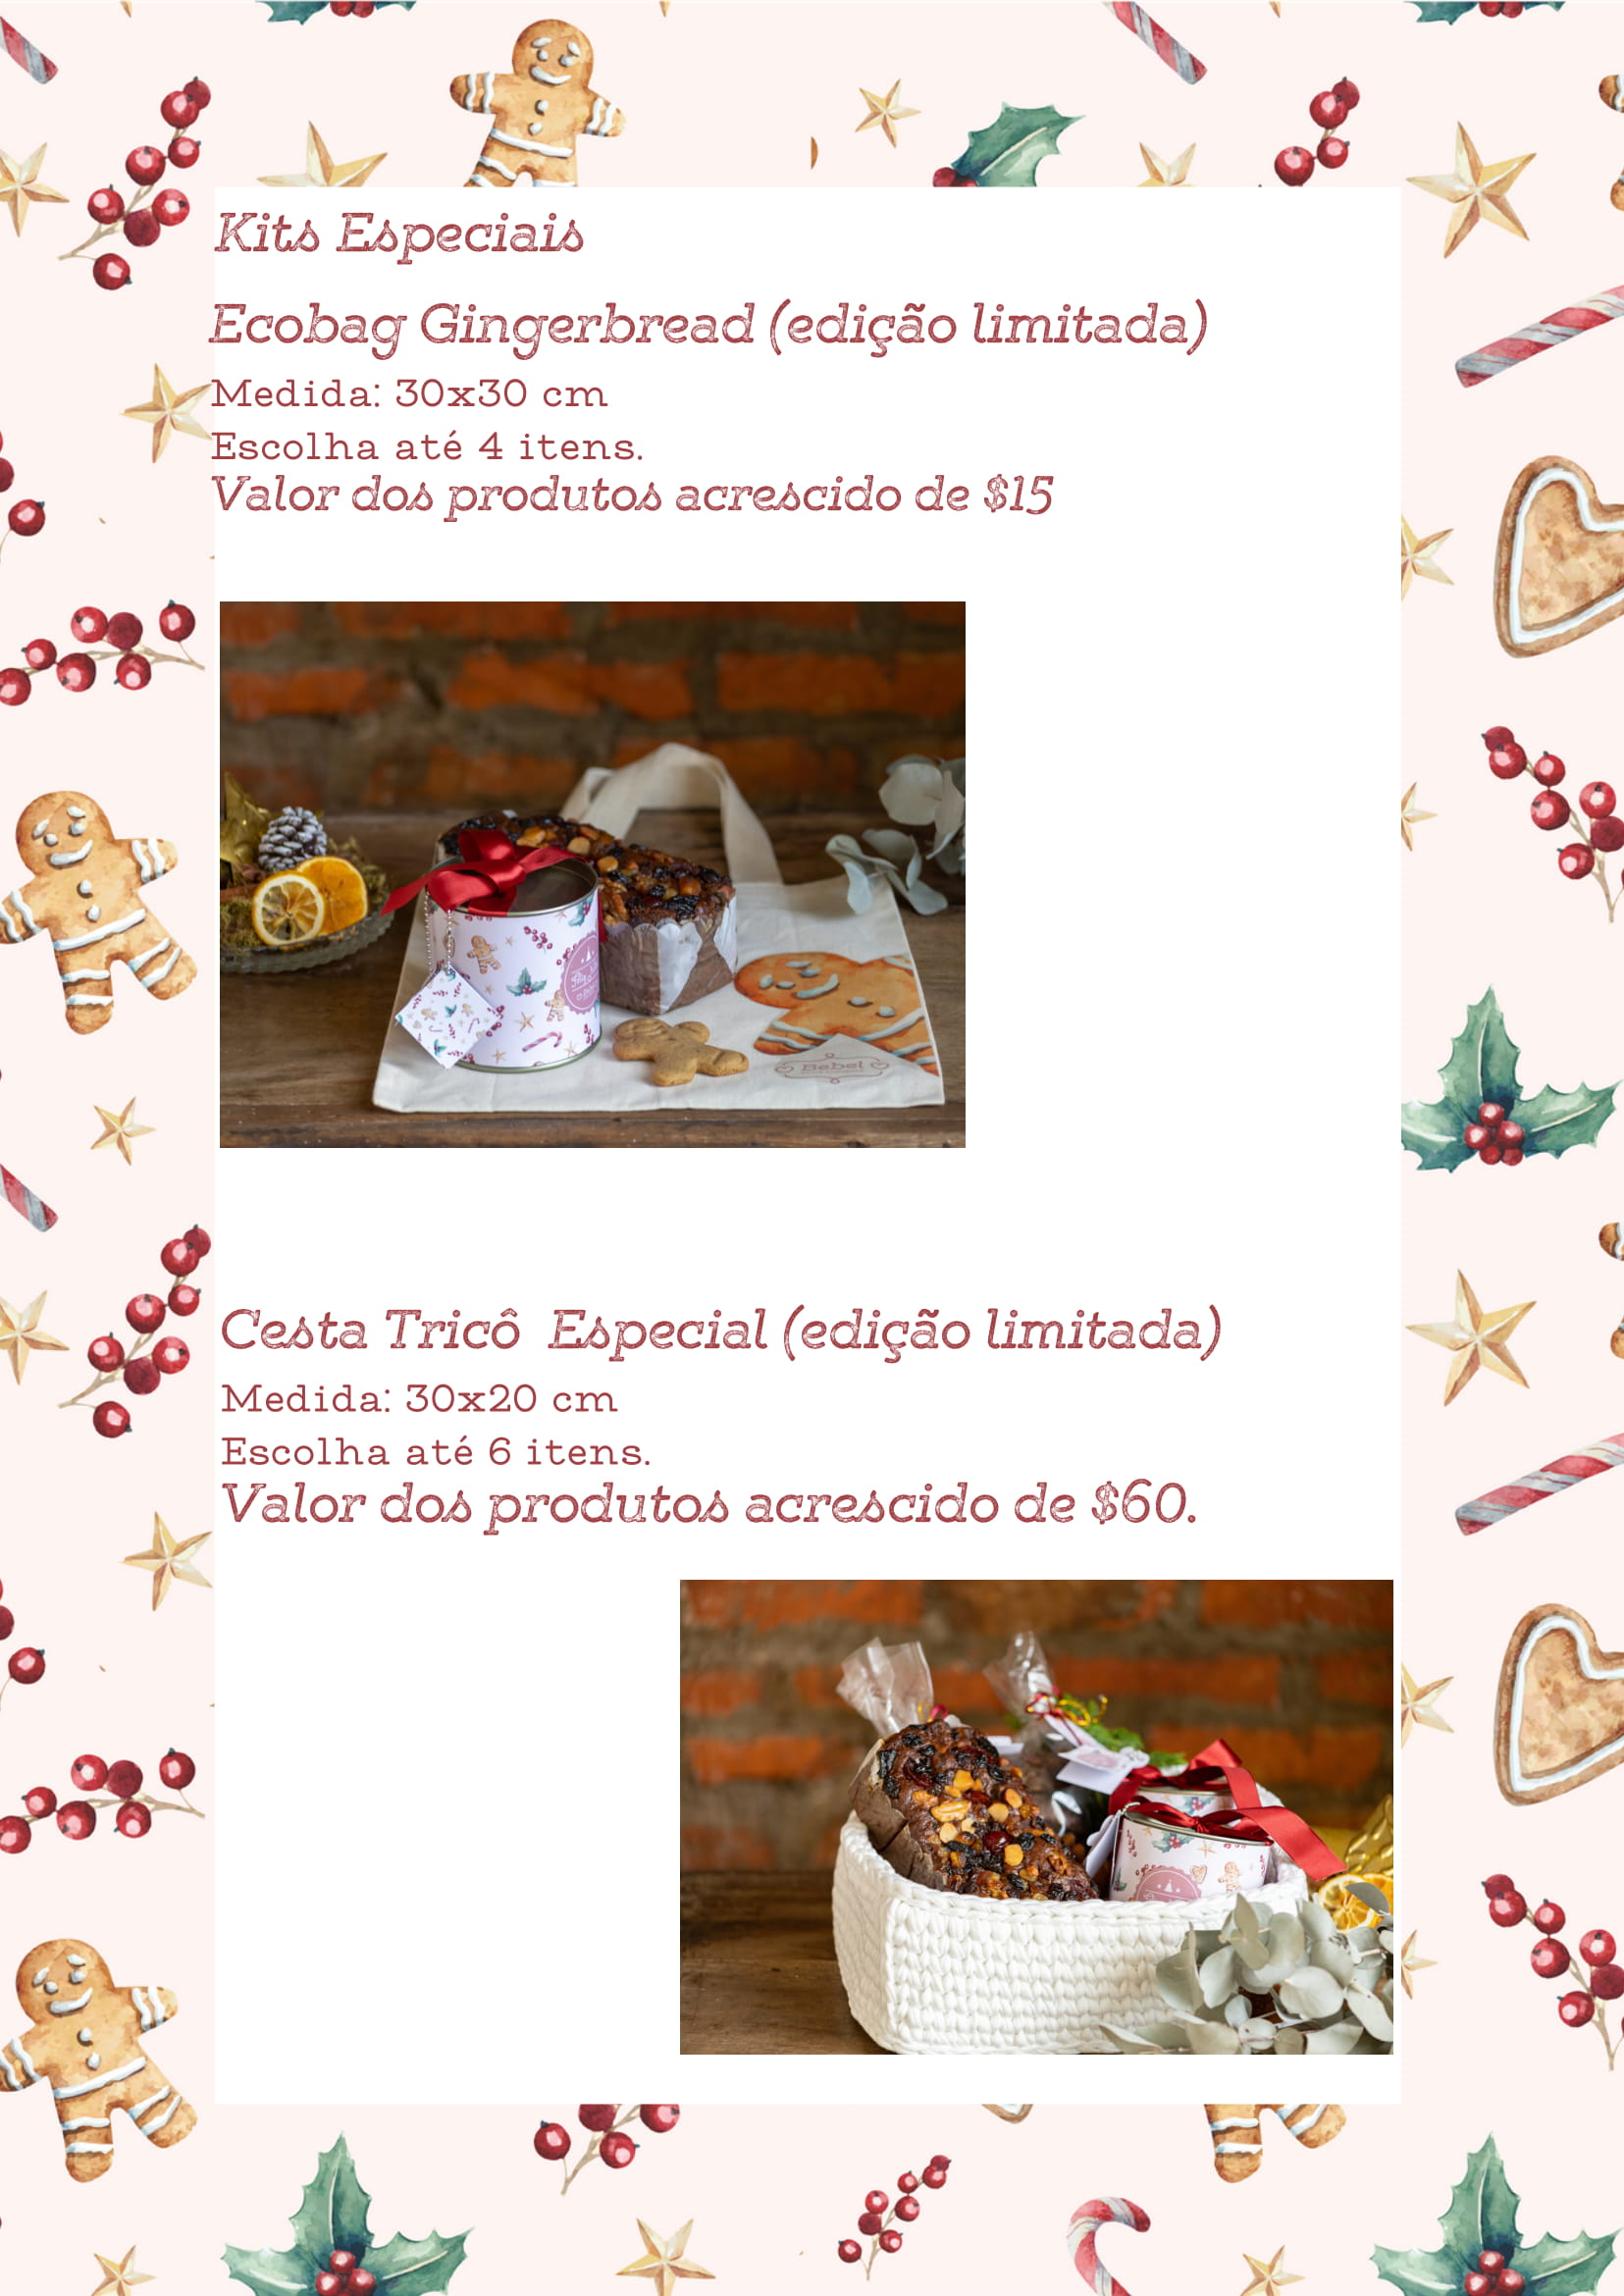 Kits Especiais
Ecobag Gingerbread (edição limitada)
Medida: 30x30 cm
Escolha até 4 itens.
Valor dos produtos acrescido de $15
Bebel
Cesta Tricô Especial (edição limitada)
Medida: 30x20 cm
Escolha até 6 itens.
Valor dos produtos acrescido de $60.